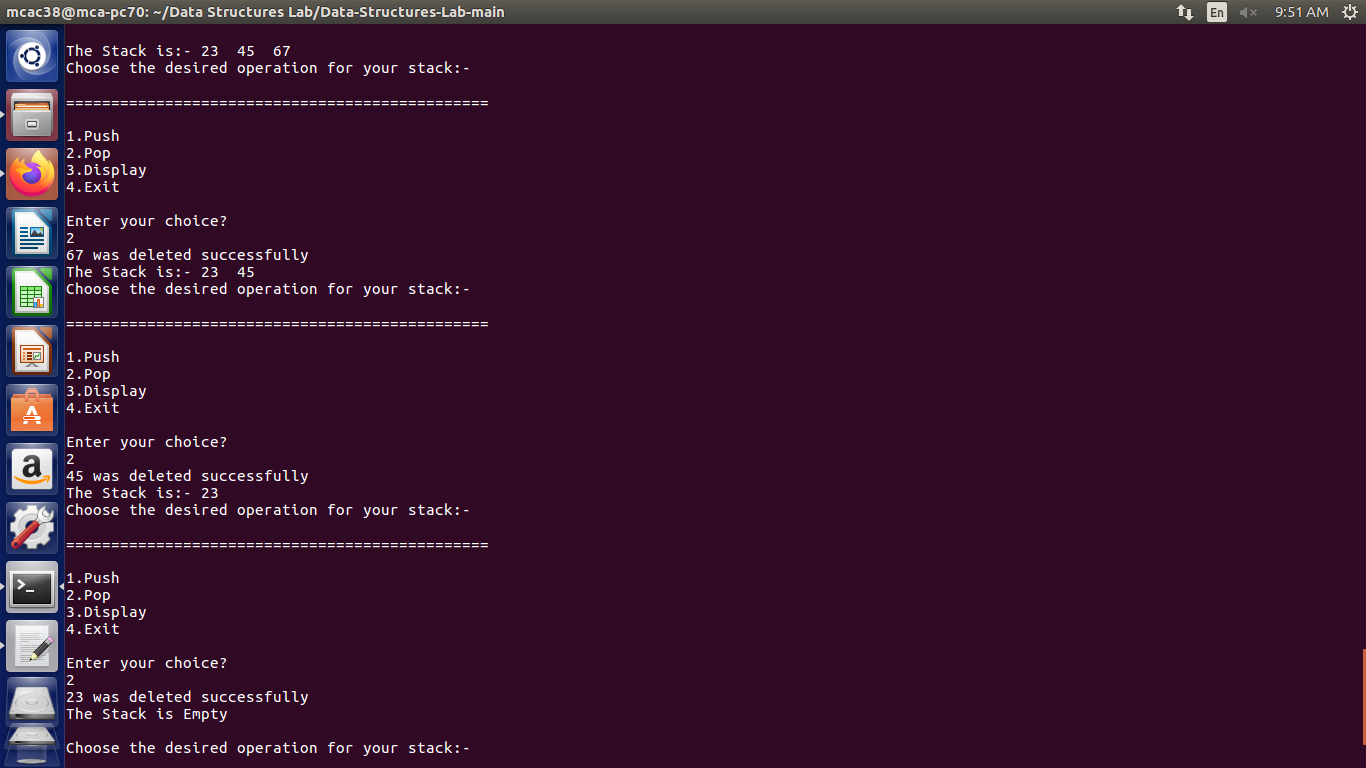 mcac38@mca-pc70: ~/Data Structures Lab/Data-Structures-Lab-main
En
9:51 AM
The Stack is:- 23  45  67
Choose the desired operation for your stack:-
===============================================
1.Push
2.Pop
3.Display
4.Exit
Enter your choice?
2
67 was deleted successfully
The Stack is:- 23  45
Choose the desired operation for your stack:-
===============================================
1.Push
2.Pop
3.Display
4.Exit
Enter your choice?
2
45 was deleted successfully
The Stack is:- 23
Choose the desired operation for your stack:-
===============================================
1.Push
2.Pop
3.Display
4.Exit
Enter your choice?
2
23 was deleted successfully
The Stack is Empty
Choose the desired operation for your stack:-